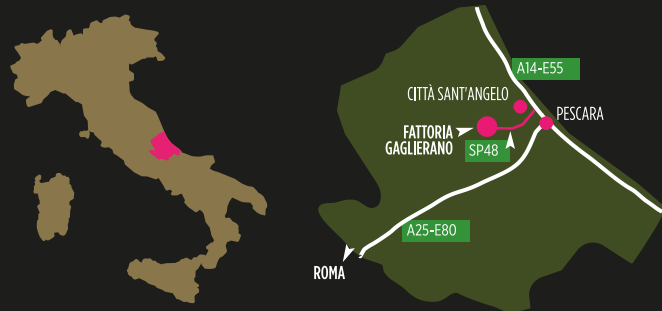 A14-E55
CITTÀ SANT'ANGELO
PESCARA
FATTORIA
GAGLIERANO
SP48
A25-E80
ROMA